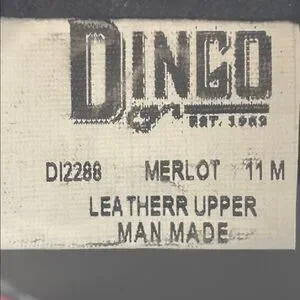 DINGO
EST. 1969
DI2288 MERLOT 11 M
LEATHERR UPPER
MAN MADE